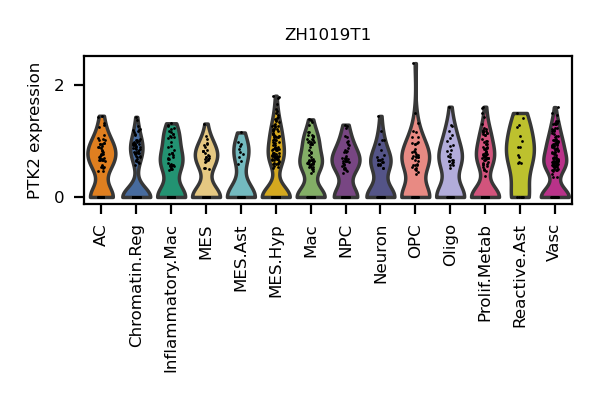 ZH1019T1
PTK2 expression
2
0
AC
Chromatin.Reg
Inflammatory.Mac
MES
MES.Ast
MES.Hyp
Mac
NPC
Neuron
OPC
Oligo
Prolif.Metab
Reactive.Ast
Vasc